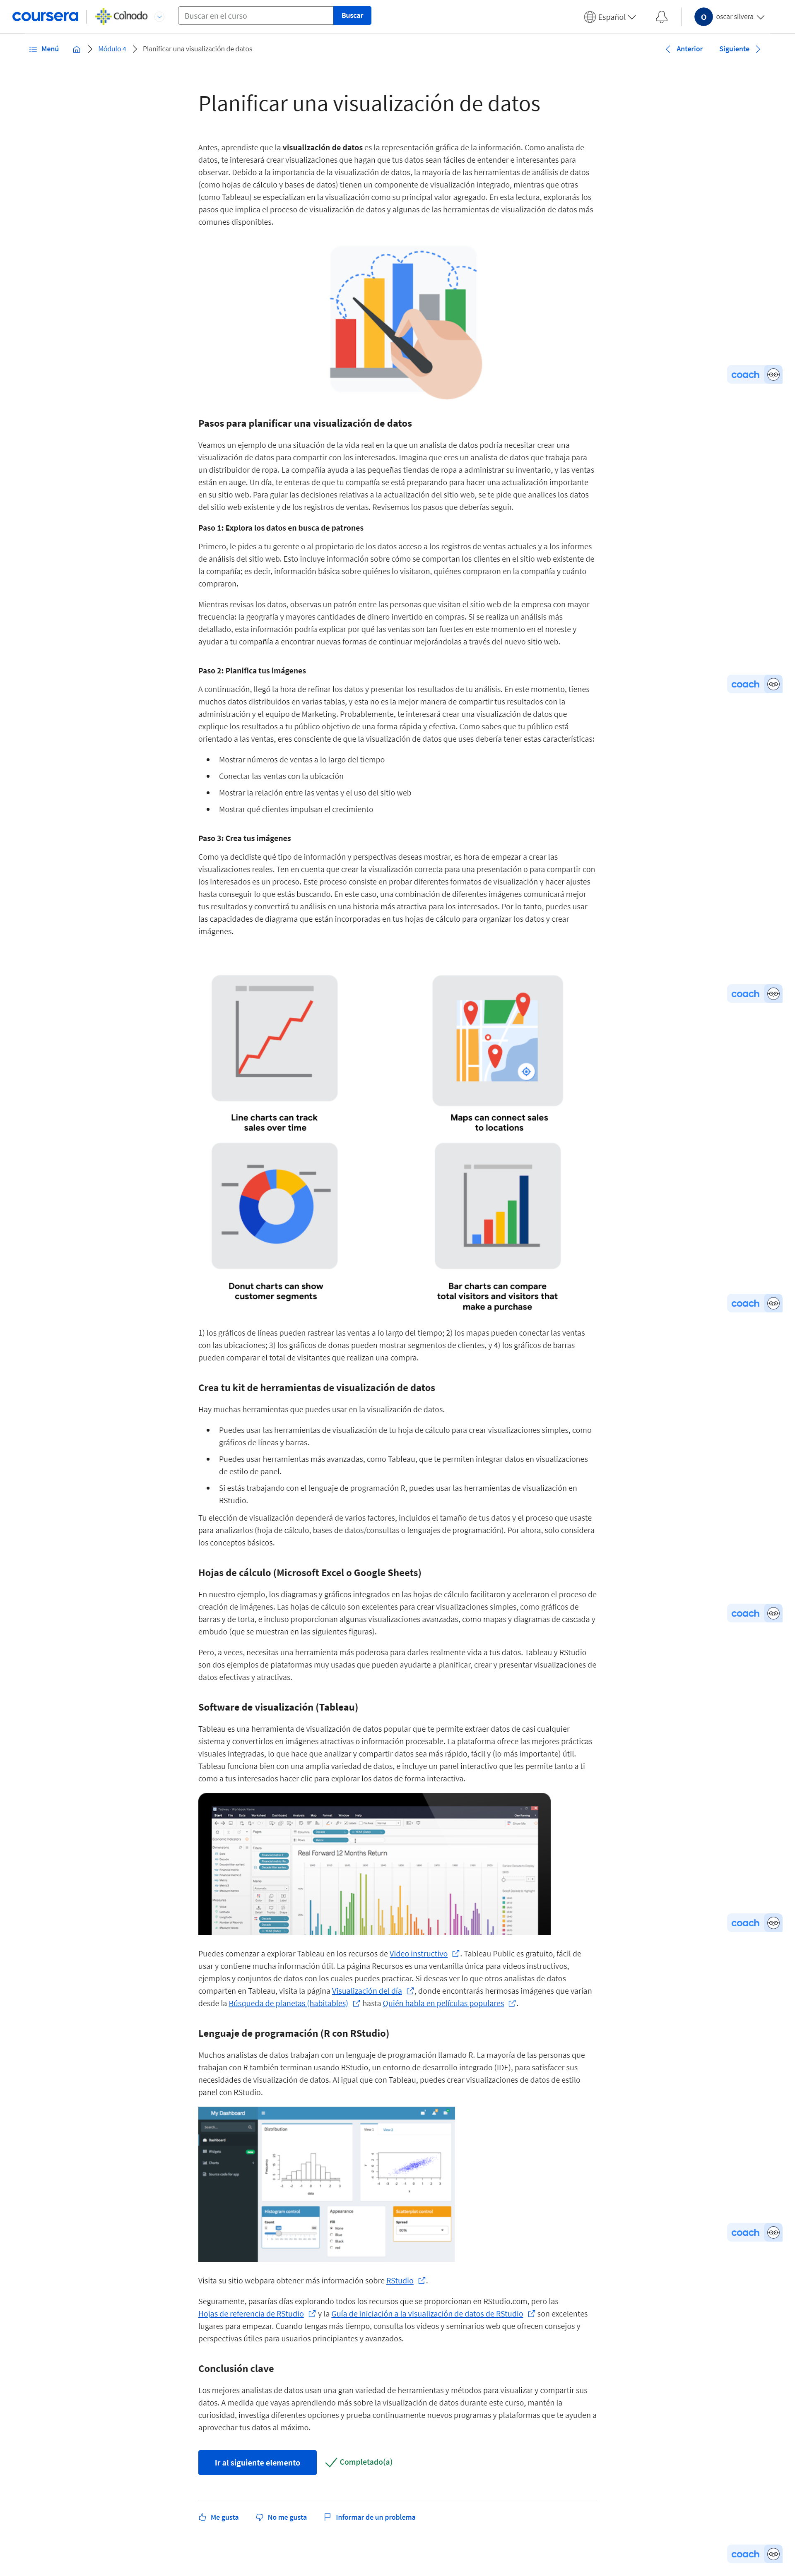 coursera
Colnodo
Buscar en el curso
Buscar
Español
O
oscar silvera
Menú
Módulo 4
Planificar una visualización de datos
Anterior
Siguiente
Planificar una visualización de datos
Antes, aprendiste que la visualización de datos es la representación gráfica de la información. Como analista de
datos, te interesará crear visualizaciones que hagan que tus datos sean fáciles de entender e interesantes para
observar. Debido a la importancia de la visualización de datos, la mayoría de las herramientas de análisis de datos
(como hojas de cálculo y bases de datos) tienen un componente de visualización integrado, mientras que otras
(como Tableau) se especializan en la visualización como su principal valor agregado. En esta lectura, explorarás los
pasos que implica el proceso de visualización de datos y algunas de las herramientas de visualización de datos más
comunes disponibles.
coach
Pasos para planificar una visualización de datos
Veamos un ejemplo de una situación de la vida real en la que un analista de datos podría necesitar crear una
visualización de datos para compartir con los interesados. Imagina que eres un analista de datos que trabaja para
un distribuidor de ropa. La compañía ayuda a las pequeñas tiendas de ropa a administrar su inventario, y las ventas
están en auge. Un día, te enteras de que tu compañía se está preparando para hacer una actualización importante
en su sitio web. Para guiar las decisiones relativas a la actualización del sitio web, se te pide que analices los datos
del sitio web existente y de los registros de ventas. Revisemos los pasos que deberías seguir.
Paso 1: Explora los datos en busca de patrones
Primero, le pides a tu gerente o al propietario de los datos acceso a los registros de ventas actuales y a los informes
de análisis del sitio web. Esto incluye información sobre cómo se comportan los clientes en el sitio web existente de
la compañía; es decir, información básica sobre quiénes lo visitaron, quiénes compraron en la compañía y cuánto
compraron.
Mientras revisas los datos, observas un patrón entre las personas que visitan el sitio web de la empresa con mayor
frecuencia: la geografía y mayores cantidades de dinero invertido en compras. Si se realiza un análisis más
detallado, esta información podría explicar por qué las ventas son tan fuertes en este momento en el noreste y
ayudar a tu compañía a encontrar nuevas formas de continuar mejorándolas a través del nuevo sitio web.
Paso 2: Planifica tus imágenes
coach
A continuación, llegó la hora de refinar los datos y presentar los resultados de tu análisis. En este momento, tienes
muchos datos distribuidos en varias tablas, y esta no es la mejor manera de compartir tus resultados con la
administración y el equipo de Marketing. Probablemente, te interesará crear una visualización de datos que
explique los resultados a tu público objetivo de una forma rápida y efectiva. Como sabes que tu público está
orientado a las ventas, eres consciente de que la visualización de datos que uses debería tener estas características:
Mostrar números de ventas a lo largo del tiempo
Conectar las ventas con la ubicación
Mostrar la relación entre las ventas y el uso del sitio web
Mostrar qué clientes impulsan el crecimiento
Paso 3: Crea tus imágenes
Como ya decidiste qué tipo de información y perspectivas deseas mostrar, es hora de empezar a crear las
visualizaciones reales. Ten en cuenta que crear la visualización correcta para una presentación o para compartir con
los interesados es un proceso. Este proceso consiste en probar diferentes formatos de visualización y hacer ajustes
hasta conseguir lo que estás buscando. En este caso, una combinación de diferentes imágenes comunicará mejor
tus resultados y convertirá tu análisis en una historia más atractiva para los interesados. Por lo tanto, puedes usar
las capacidades de diagrama que están incorporadas en tus hojas de cálculo para organizar los datos y crear
imágenes.
coach
Line charts can track
sales over time
Maps can connect sales
to locations
Donut charts can show
customer segments
Bar charts can compare
total visitors and visitors that
make a purchase
coach
1) los gráficos de líneas pueden rastrear las ventas a lo largo del tiempo; 2) los mapas pueden conectar las ventas
con las ubicaciones; 3) los gráficos de donas pueden mostrar segmentos de clientes, y 4) los gráficos de barras
pueden comparar el total de visitantes que realizan una compra.
Crea tu kit de herramientas de visualización de datos
Hay muchas herramientas que puedes usar en la visualización de datos.
Puedes usar las herramientas de visualización de tu hoja de cálculo para crear visualizaciones simples, como
gráficos de líneas y barras.
Puedes usar herramientas más avanzadas, como Tableau, que te permiten integrar datos en visualizaciones
de estilo de panel.
Si estás trabajando con el lenguaje de programación R, puedes usar las herramientas de visualización en
RStudio.
Tu elección de visualización dependerá de varios factores, incluidos el tamaño de tus datos y el proceso que usaste
para analizarlos (hoja de cálculo, bases de datos/consultas o lenguajes de programación). Por ahora, solo considera
los conceptos básicos.
Hojas de cálculo (Microsoft Excel o Google Sheets)
En nuestro ejemplo, los diagramas y gráficos integrados en las hojas de cálculo facilitaron y aceleraron el proceso de
creación de imágenes. Las hojas de cálculo son excelentes para crear visualizaciones simples, como gráficos de
barras y de torta, e incluso proporcionan algunas visualizaciones avanzadas, como mapas y diagramas de cascada y
embudo (que se muestran en las siguientes figuras).
coach
Pero, a veces, necesitas una herramienta más poderosa para darles realmente vida a tus datos. Tableau y RStudio
son dos ejemplos de plataformas muy usadas que pueden ayudarte a planificar, crear y presentar visualizaciones de
datos efectivas y atractivas.
Software de visualización (Tableau)
Tableau es una herramienta de visualización de datos popular que te permite extraer datos de casi cualquier
sistema y convertirlos en imágenes atractivas o información procesable. La plataforma ofrece las mejores prácticas
visuales integradas, lo que hace que analizar y compartir datos sea más rápido, fácil y (lo más importante) útil.
Tableau funciona bien con una amplia variedad de datos, e incluye un panel interactivo que les permite tanto a ti
como a tus interesados hacer clic para explorar los datos de forma interactiva.
Real Forward 12 Months Return
coach
Puedes comenzar a explorar Tableau en los recursos de Video instructivo. Tableau Public es gratuito, fácil de
usar y contiene mucha información útil. La página Recursos es una ventanilla única para videos instructivos,
ejemplos y conjuntos de datos con los cuales puedes practicar. Si deseas ver lo que otros analistas de datos
comparten en Tableau, visita la página Visualización del día, donde encontrarás hermosas imágenes que varían
desde la Búsqueda de planetas (habitables) hasta Quién habla en películas populares.
Lenguaje de programación (R con RStudio)
Muchos analistas de datos trabajan con un lenguaje de programación llamado R. La mayoría de las personas que
trabajan con R también terminan usando RStudio, un entorno de desarrollo integrado (IDE), para satisfacer sus
necesidades de visualización de datos. Al igual que con Tableau, puedes crear visualizaciones de datos de estilo
panel con RStudio.
My Dashboard
Search...
Dashboard
Widgets
Charts
Source code for app
Distribution
View 1
View 2
Histogram control
Count
Appearance
Fill
None
Blue
Black
red
Scatterplot control
Spread
80%
coach
Visita su sitio webpara obtener más información sobre RStudio.
Seguramente, pasarías días explorando todos los recursos que se proporcionan en RStudio.com, pero las
Hojas de referencia de RStudio y la Guía de iniciación a la visualización de datos de RStudio son excelentes
lugares para empezar. Cuando tengas más tiempo, consulta los videos y seminarios web que ofrecen consejos y
perspectivas útiles para usuarios principiantes y avanzados.
Conclusión clave
Los mejores analistas de datos usan una gran variedad de herramientas y métodos para visualizar y compartir sus
datos. A medida que vayas aprendiendo más sobre la visualización de datos durante este curso, mantén la
curiosidad, investiga diferentes opciones y prueba continuamente nuevos programas y plataformas que te ayuden a
aprovechar tus datos al máximo.
Ir al siguiente elemento
Completado(a)
Me gusta
No me gusta
Informar de un problema
coach